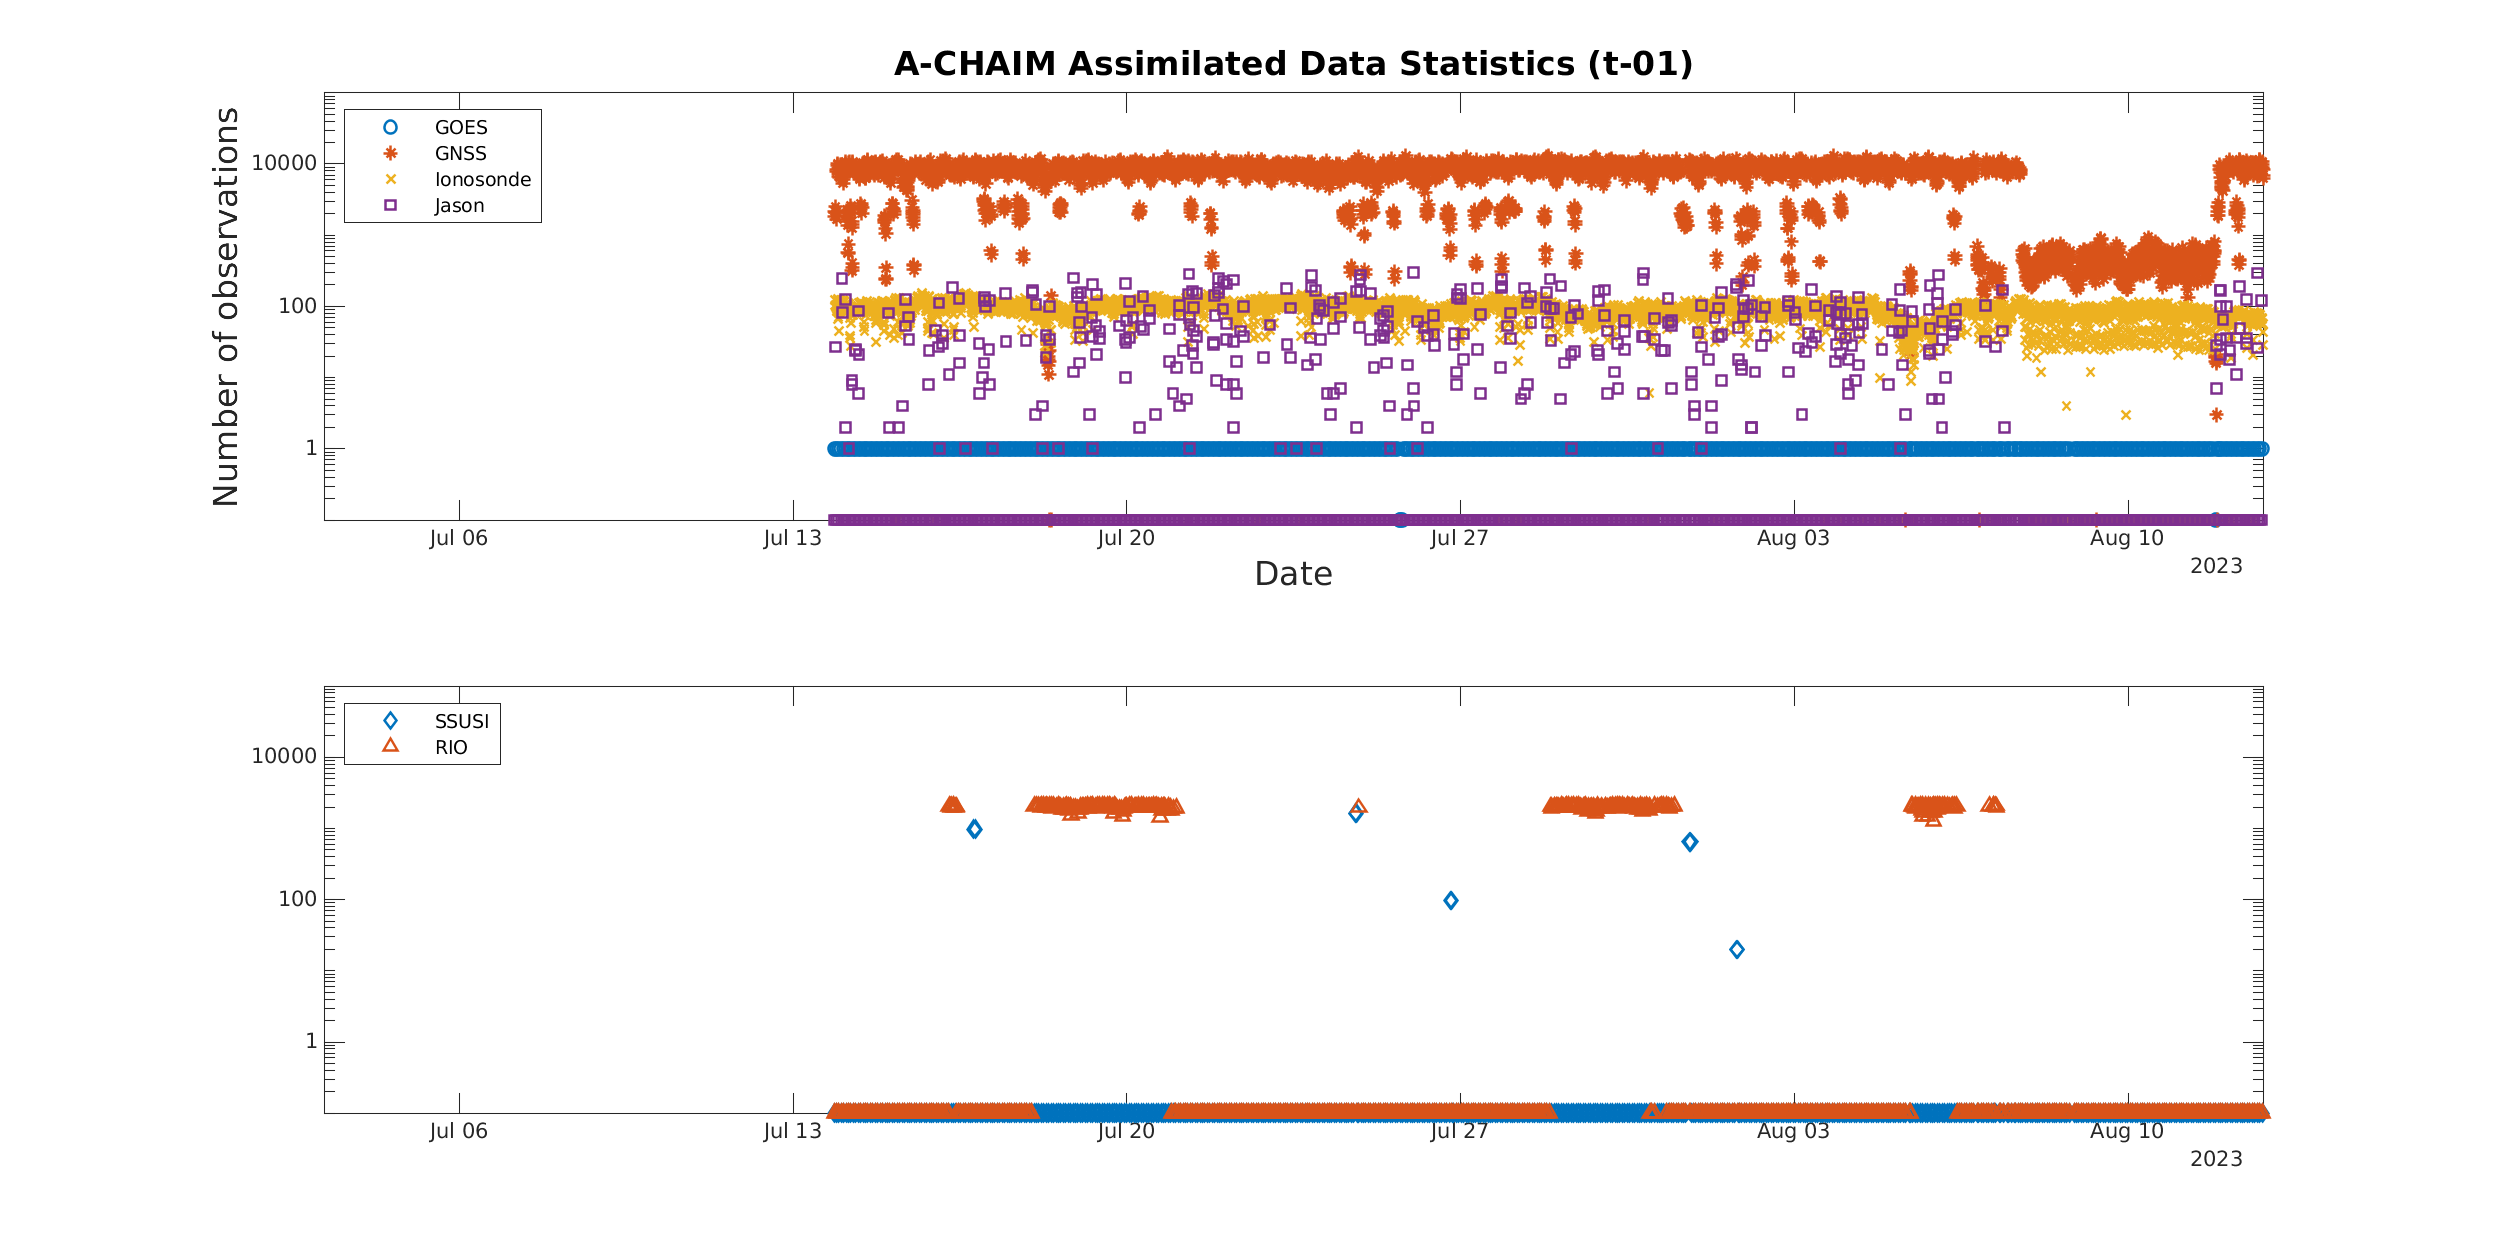 A-CHAIM Assimilated Data Statistics (t-01)
Number of observations
10000
100
1
GOES
GNSS
Ionosonde
Jason
Jul 06
Jul 13
Jul 20
Jul 27
Aug 03
Aug 10
2023
Date
10000
100
1
SSUSI
RIO
Jul 06
Jul 13
Jul 20
Jul 27
Aug 03
Aug 10
2023